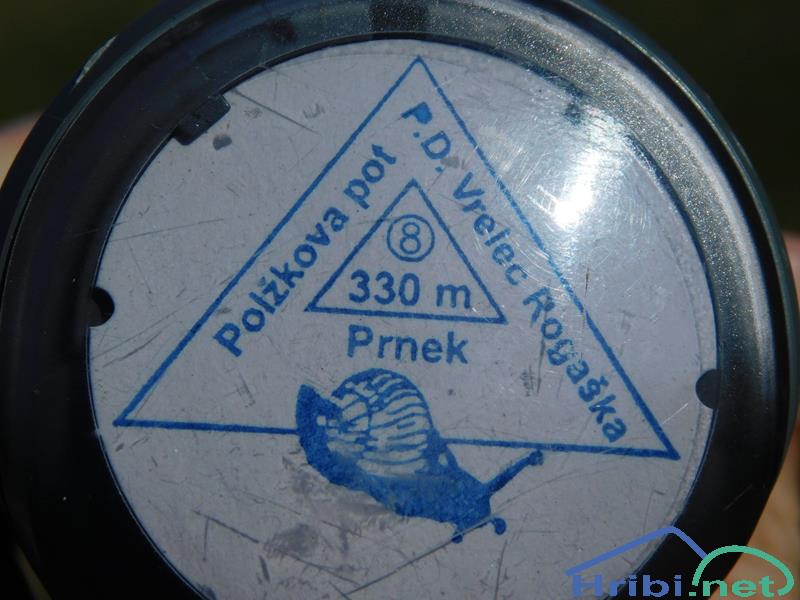 Polžkova pot
P.D. Vrelec Rogaška
8
330 m
Prnek
Hribi.net